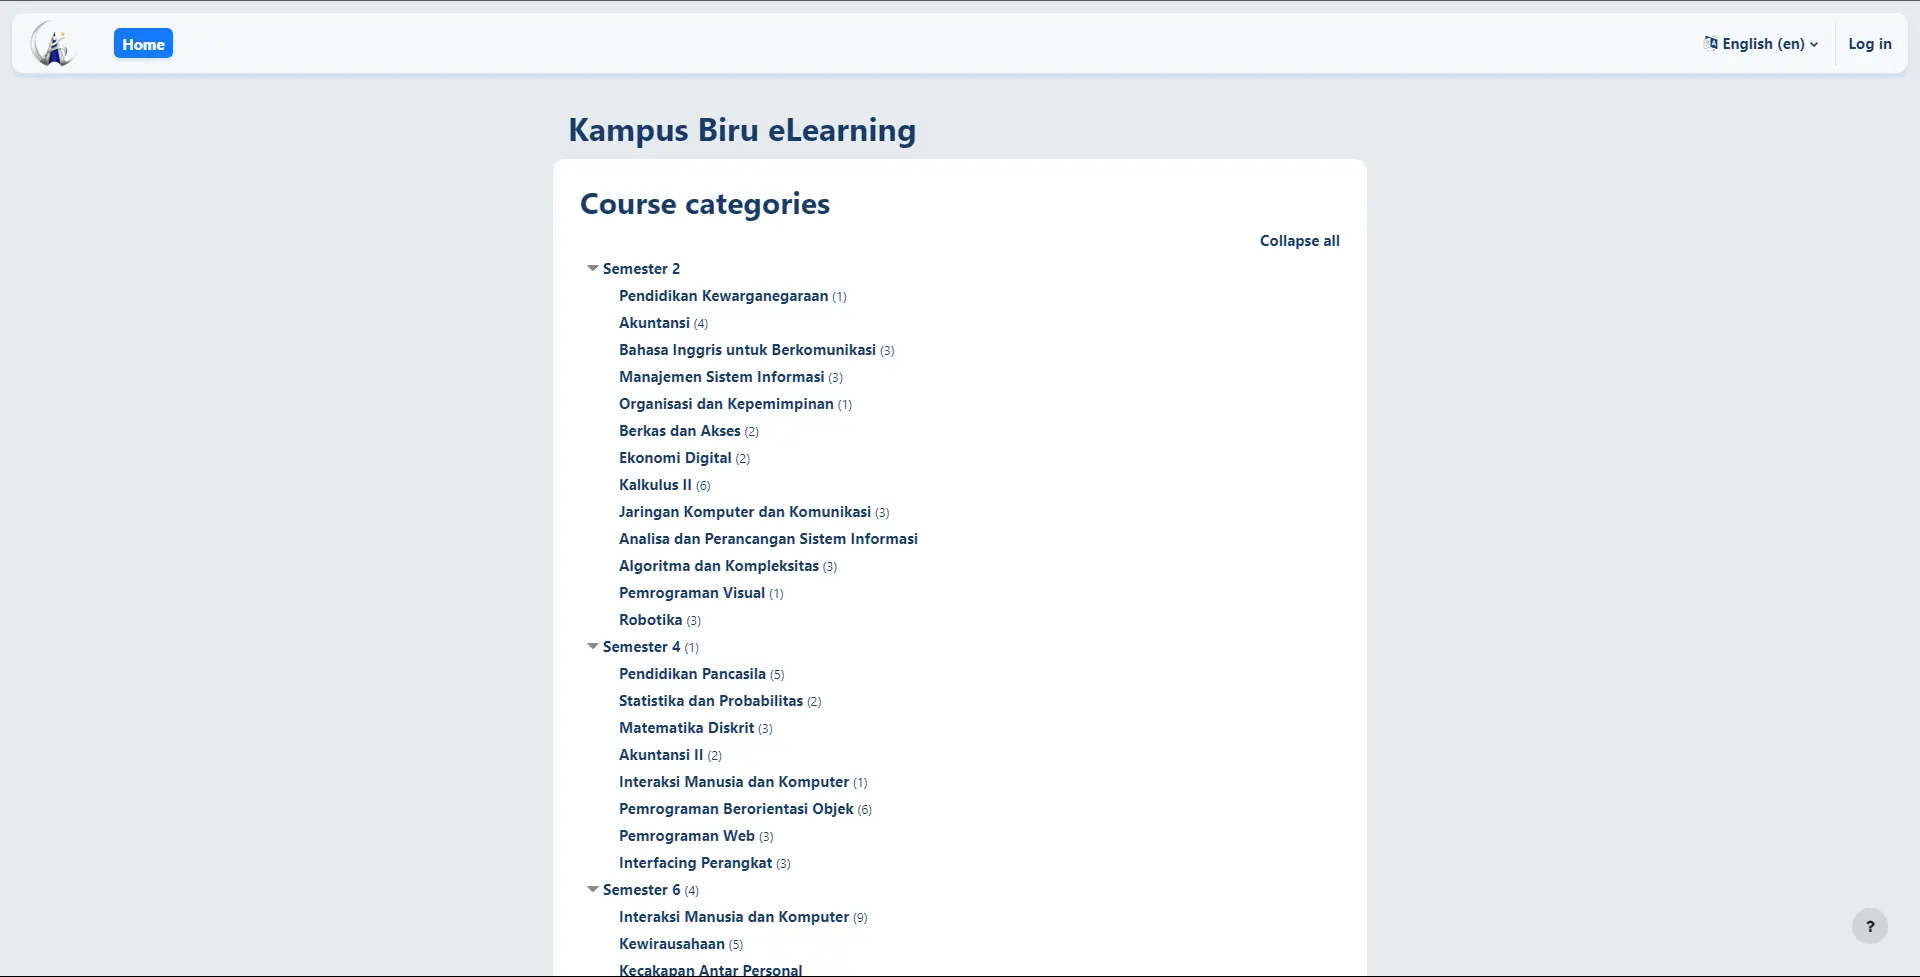 Home
English (en)
Log in
Kampus Biru eLearning
Course categories
Collapse all
Semester 2
Pendidikan Kewarganegaraan (1)
Akuntansi (4)
Bahasa Inggris untuk Berkomunikasi (3)
Manajemen Sistem Informasi (3)
Organisasi dan Kepemimpinan (1)
Berkas dan Akses (2)
Ekonomi Digital (2)
Kalkulus II (6)
Jaringan Komputer dan Komunikasi (3)
Analisa dan Perancangan Sistem Informasi
Algoritma dan Kompleksitas (3)
Pemrograman Visual (1)
Robotika (3)
Semester 4 (1)
Pendidikan Pancasila (5)
Statistika dan Probabilitas (2)
Matematika Diskrit (3)
Akuntansi II (2)
Interaksi Manusia dan Komputer (1)
Pemrograman Berorientasi Objek (6)
Pemrograman Web (3)
Interfacing Perangkat (3)
Semester 6 (4)
Interaksi Manusia dan Komputer (9)
Kewirausahaan (5)
Kecakapan Antar Personal
?